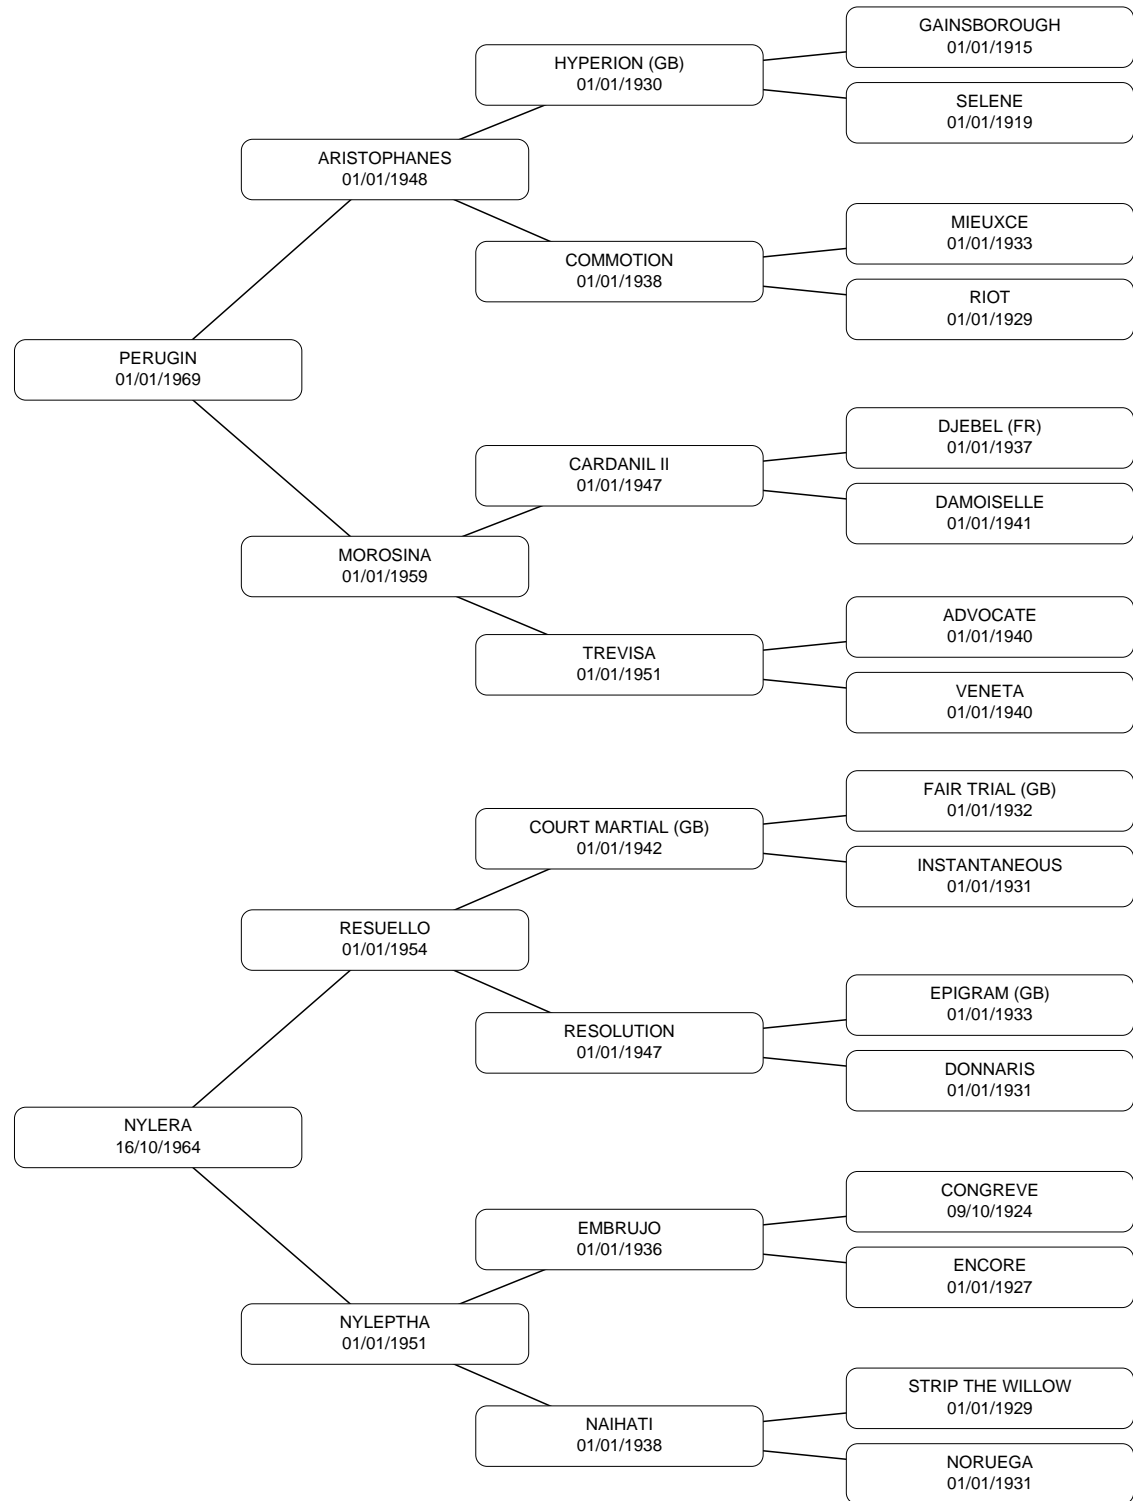 GAINSBOROUGH
01/01/1915
HYPERION (GB)
01/01/1930
SELENE
01/01/1919
ARISTOPHANES
01/01/1948
MIEUXCE
01/01/1933
COMMOTION
01/01/1938
RIOT
01/01/1929
PERUGIN
01/01/1969
DJEBEL (FR)
01/01/1937
CARDANIL II
01/01/1947
DAMOISELLE
01/01/1941
MOROSINA
01/01/1959
ADVOCATE
01/01/1940
TREVISA
01/01/1951
VENETA
01/01/1940
FAIR TRIAL (GB)
01/01/1932
COURT MARTIAL (GB)
01/01/1942
INSTANTANEOUS
01/01/1931
RESUELLO
01/01/1954
EPIGRAM (GB)
01/01/1933
RESOLUTION
01/01/1947
DONNARIS
01/01/1931
NYLERA
16/10/1964
CONGREVE
09/10/1924
EMBRUJO
01/01/1936
ENCORE
01/01/1927
NYLEPTHA
01/01/1951
STRIP THE WILLOW
01/01/1929
NAIHATI
01/01/1938
NORUEGA
01/01/1931